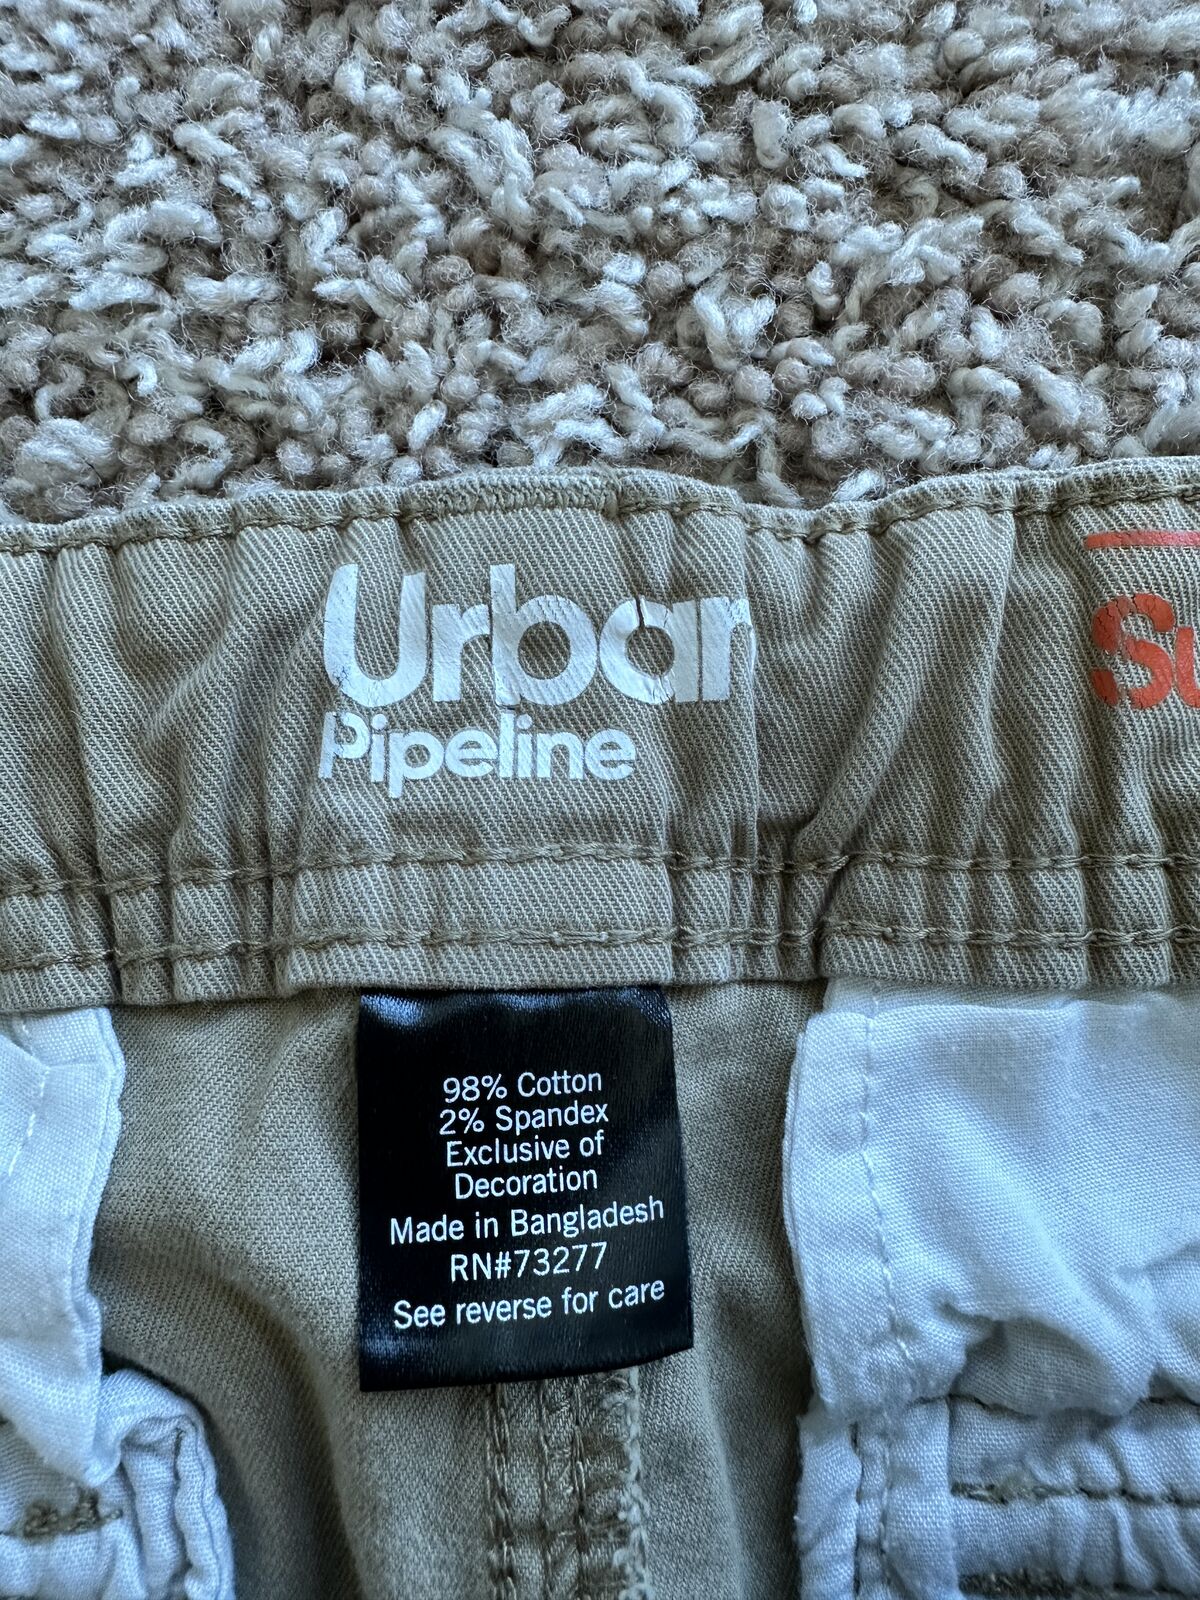 Urban
Pipeline
98% Cotton
2% Spandex
Exclusive of
Decoration
Made in Bangladesh
RN#73277
See reverse for care